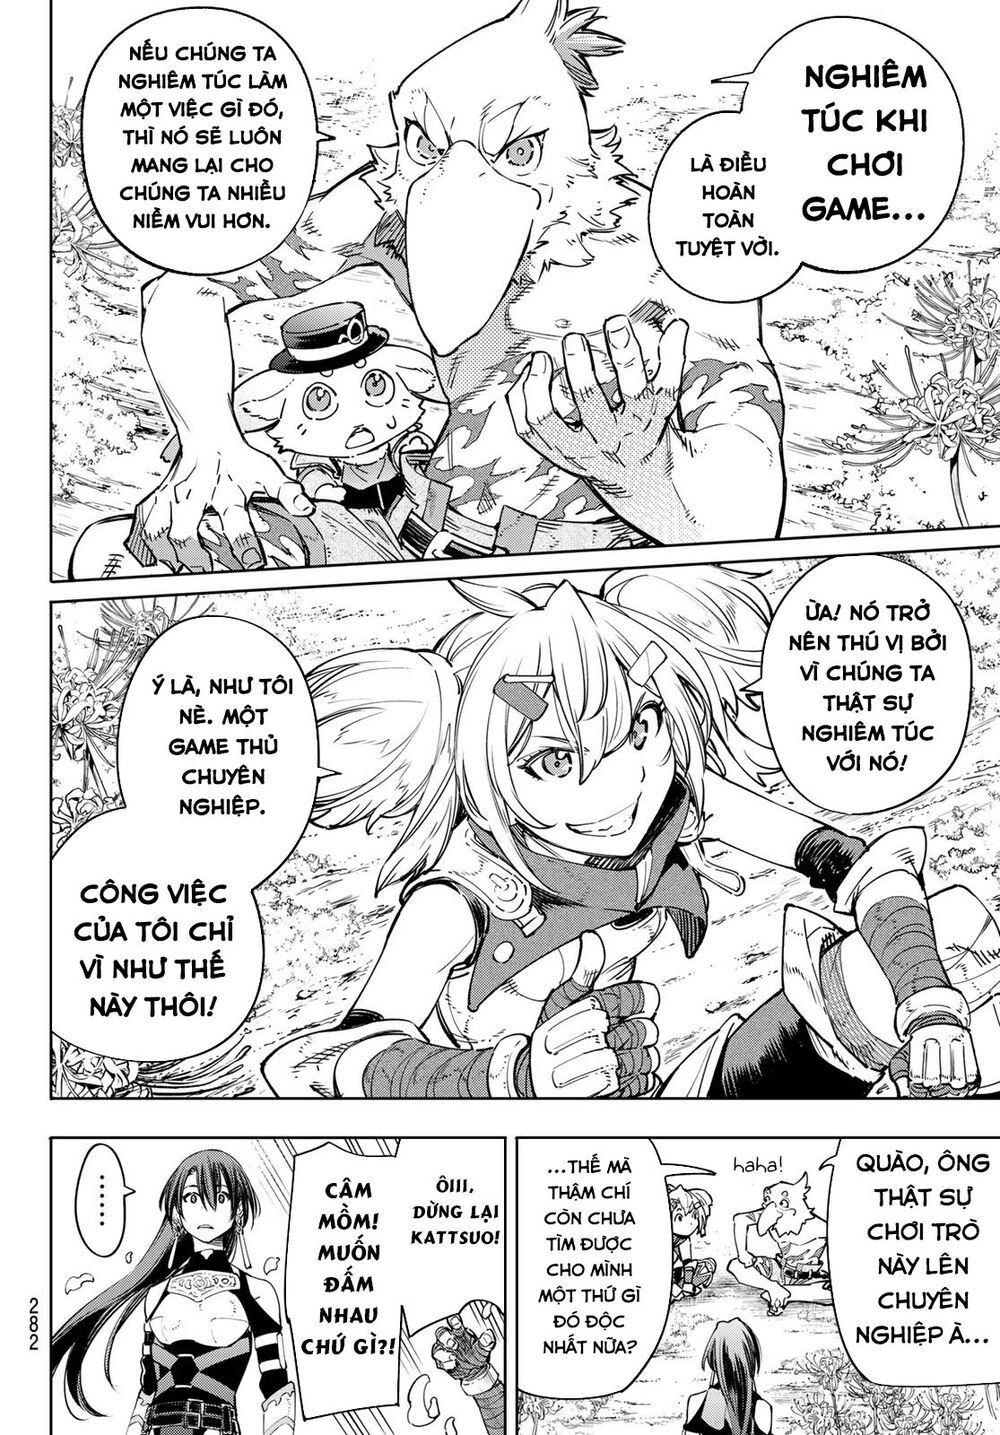 NGHIÊM
TÚC KHI
CHƠI
GAME...
LÀ ĐIỀU
HOÀN
TOÀN
TUYỆT VỜI.
NẾU CHÚNG TA
NGHIÊM TÚC LÀM
MỘT VIỆC GÌ ĐÓ,
THÌ NÓ SẼ LUÔN
MANG LẠI CHO
CHÚNG TA NHIỀU
NIỀM VUI HƠN.
ỪA! NÓ TRỞ
NÊN THÚ VỊ BỞI
VÌ CHÚNG TA
THẬT SỰ
NGHIÊM TÚC
VỚI NÓ!
Ý LÀ, NHƯ TÔI
NÈ. MỘT
GAME THỦ
CHUYÊN
NGHIỆP.
CÔNG VIỆC
CỦA TÔI CHỈ
VÌ NHƯ THẾ
NÀY THÔI!
QUÀO, ÔNG
THẬT SỰ
CHƠI TRÒ
NÀY LÊN
CHUYÊN
NGHIỆP À...
haha!
...THẾ MÀ
THẬM CHÍ
CÒN CHƯA
TÌM ĐƯỢC
CHO MÌNH
MỘT THỨ GÌ
ĐÓ ĐỘC
NHẤT NỮA?
ÔIII,
DỪNG LẠI
KATTSUO!
CÂM
MỒM!
MUỐN
ĐẤM
NHAU
CHỨ GÌ?!
......
282